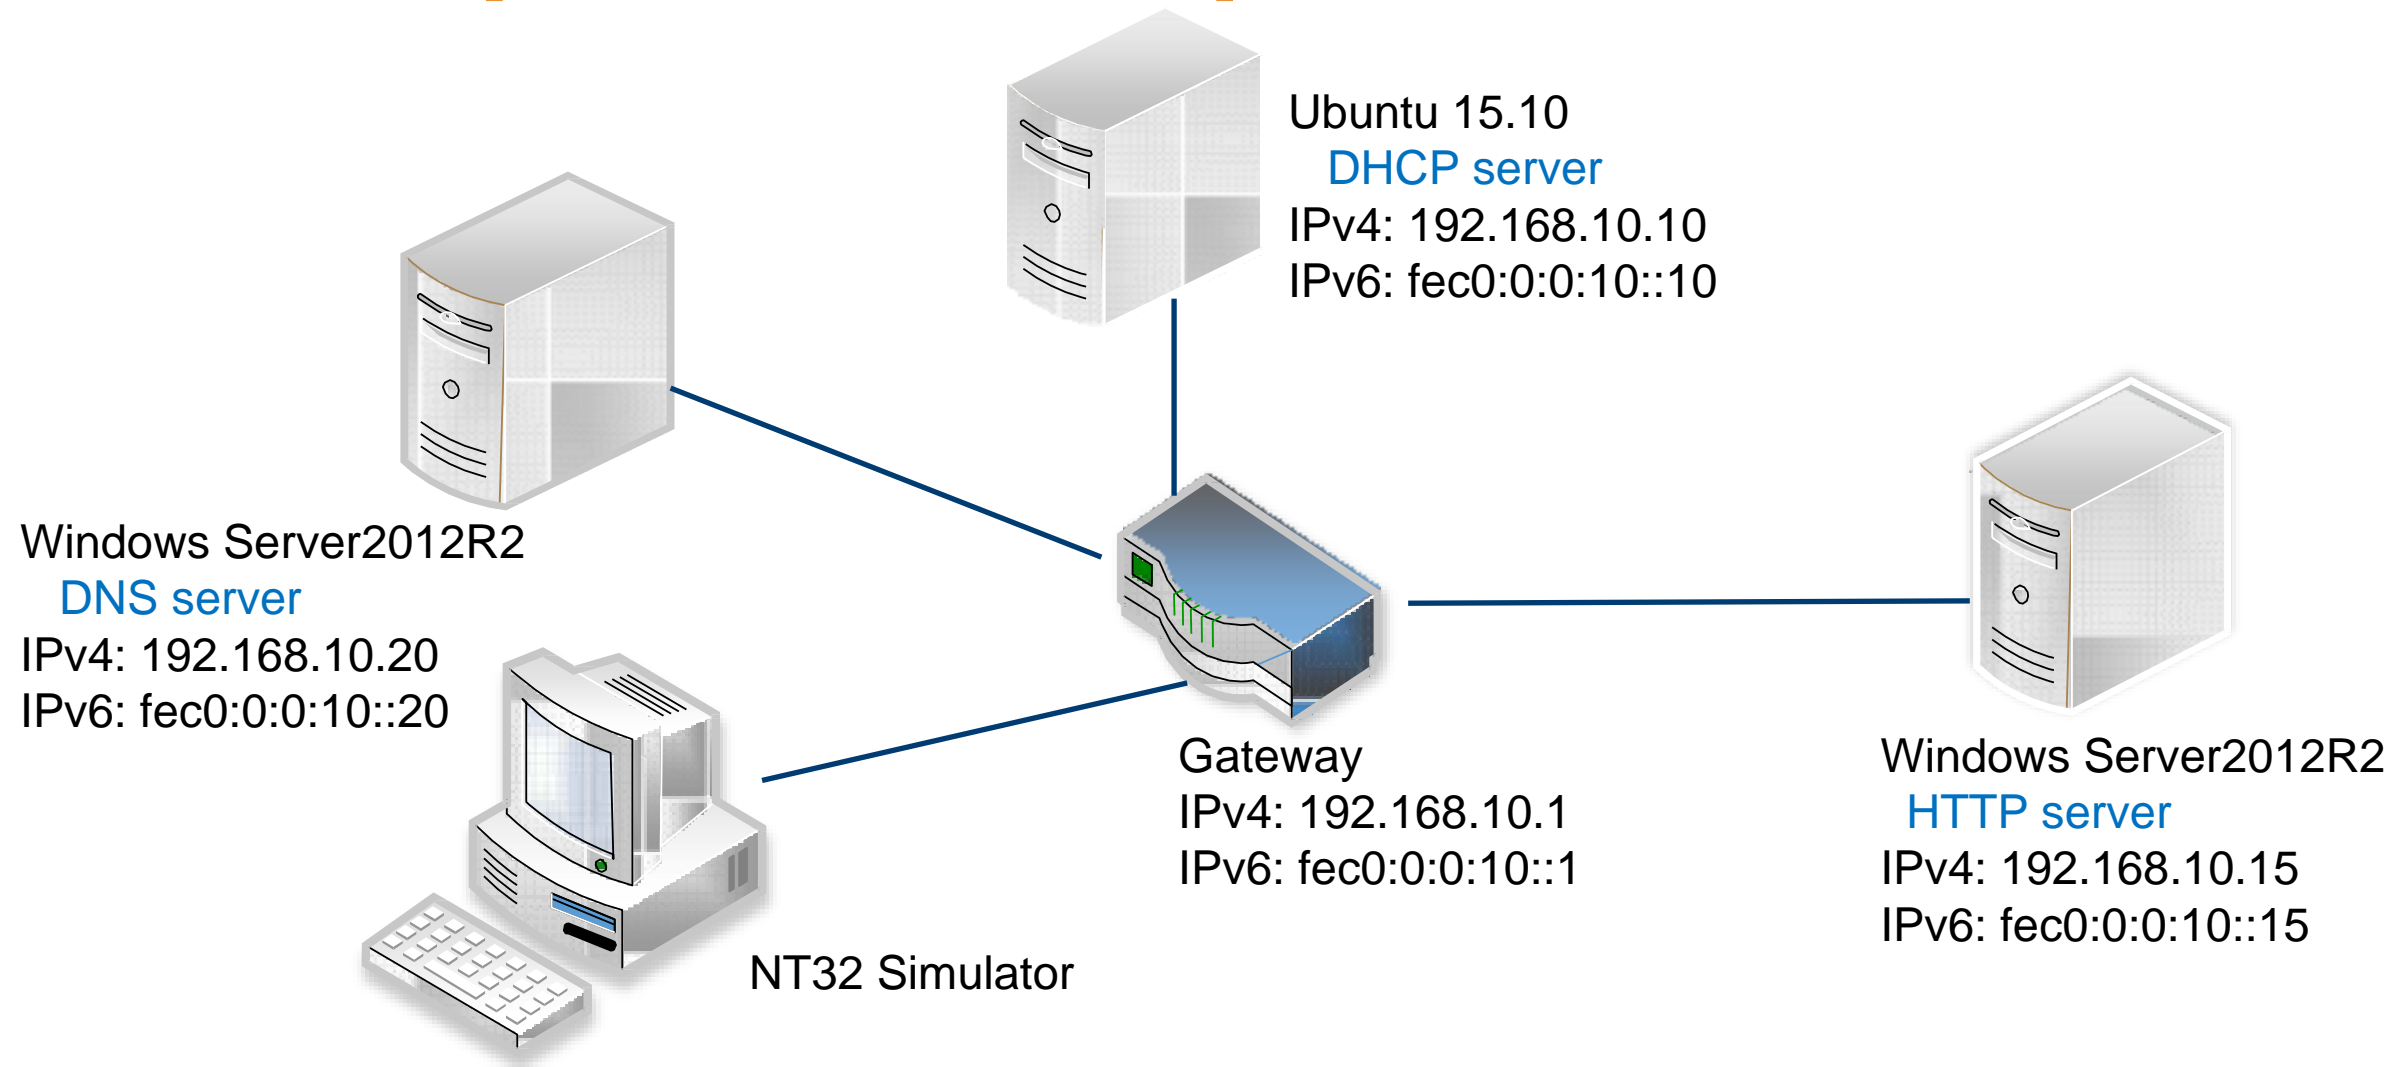 Ubuntu 15.10
DHCP server
IPv4: 192.168.10.10
IPv6: fec0:0:0:10::10
Windows Server2012R2
DNS server
IPv4: 192.168.10.20
IPv6: fec0:0:0:10::20
Gateway
IPv4: 192.168.10.1
IPv6: fec0:0:0:10::1
Windows Server2012R2
HTTP server
IPv4: 192.168.10.15
IPv6: fec0:0:0:10::15
NT32 Simulator